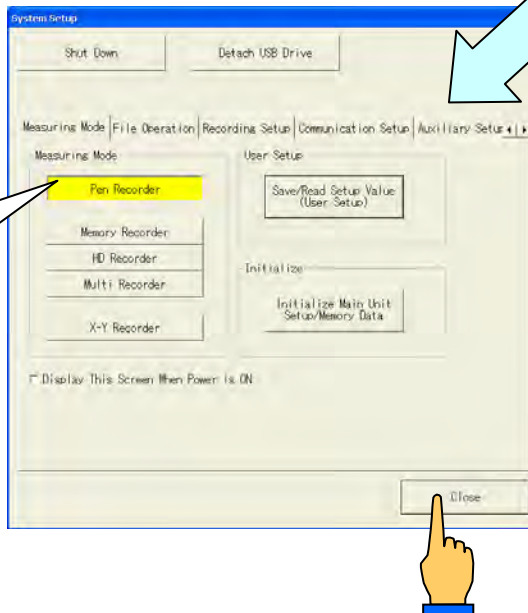 System Setup
Shut Down
Detach USB Drive
Measuring Mode
File Operation
Recording Setup
Communication Setup
Auxiliary Setup
Measuring Mode
User Setup
Pen Recorder
Save/Read Setup Value
(User Setup)
Memory Recorder
HD Recorder
Multi Recorder
X-Y Recorder
Initialize
Initialize Main Unit
Setup/Memory Data
Display This Screen When Power is ON
Close